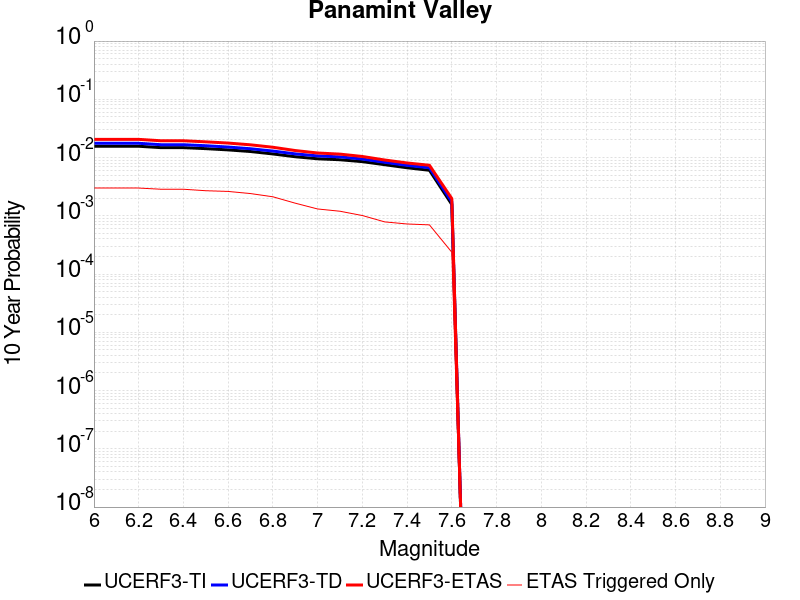 Panamint Valley
10^0
10^-1
10^-2
10^-3
10^-4
10^-5
10^-6
10^-7
10^-8
10 Year Probability
6 6.2 6.4 6.6 6.8 7 7.2 7.4 7.6 7.8 8 8.2 8.4 8.6 8.8 9
Magnitude
UCERF3-TI UCERF3-TD UCERF3-ETAS ETAS Triggered Only